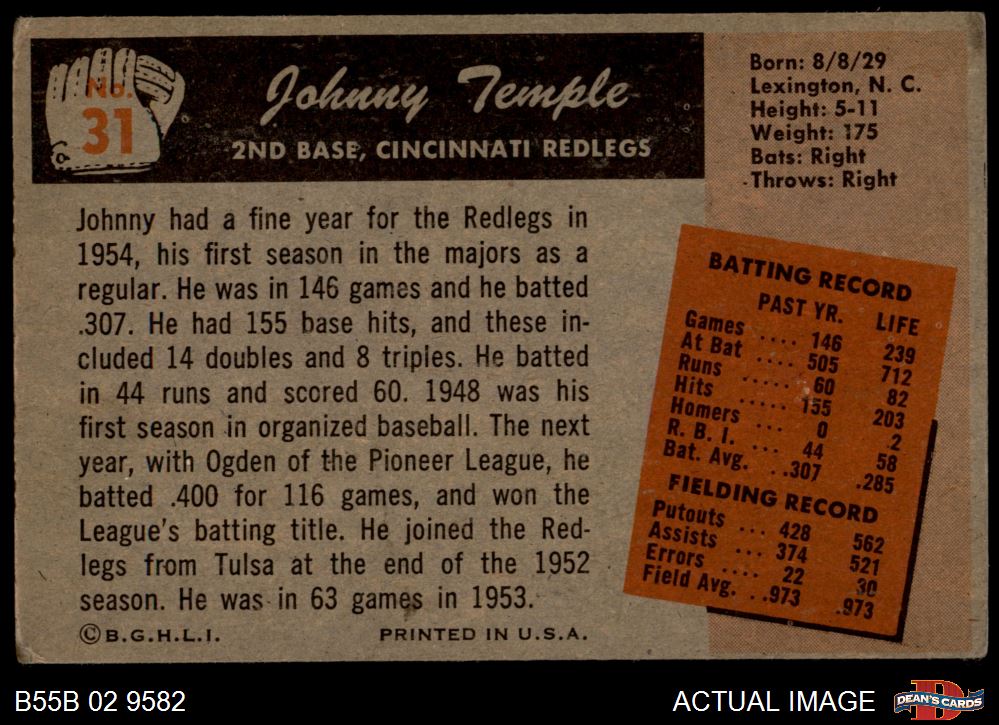 No.
31
Johnny Temple
2ND BASE, CINCINNATI REDLEGS
Born: 8/8/29
Lexington, N. C.
Height: 5-11
Weight: 175
Bats: Right
Throws: Right
Johnny had a fine year for the Redlegs in
1954, his first season in the majors as a
regular. He was in 146 games and he batted
.307. He had 155 base hits, and these in-
cluded 14 doubles and 8 triples. He batted
in 44 runs and scored 60. 1948 was his
first season in organized baseball. The next
year, with Ogden of the Pioneer League, he
batted .400 for 116 games, and won the
League's batting title. He joined the Red-
legs from Tulsa at the end of the 1952
season. He was in 63 games in 1953.
©B.G.H.L.I. PRINTED IN U.S.A.
BATTING RECORD
PAST YR. LIFE
Games .... 146 239
At Bat .... 505 712
Runs ..... 60 82
Hits ..... 155 203
Homers ... 0 .2
R. B. I. .... 44 58
Bat. Avg. ..307 .285
FIELDING RECORD
Putouts ... 428 562
Assists ... 374 521
Errors .... 22 30
Field Avg. ..973 .973
B55B 02 9582
ACTUAL IMAGE
D
DEAN'S CARDS